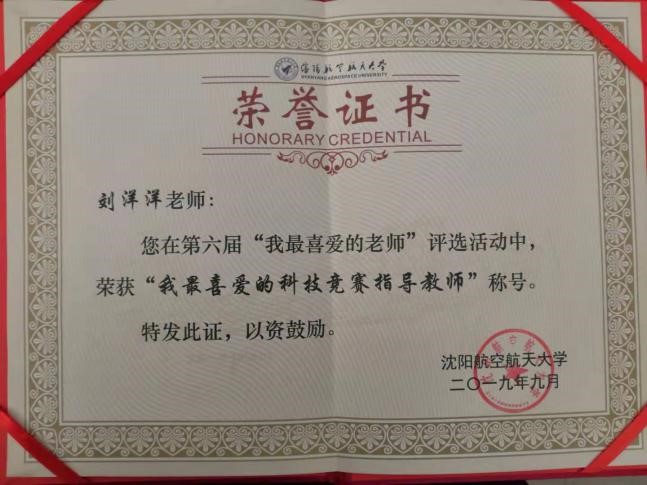 沈阳航空航天大学
SHENYANG AEROSPACE UNIVERSITY
荣誉证书
HONORARY CREDENTIAL
刘洋洋老师:
您在第六届“我最喜爱的老师”评选活动中,
荣获“我最喜爱的科技竞赛指导教师”称号。
特发此证,以资鼓励。
沈阳航空航天大学
二〇一九年九月